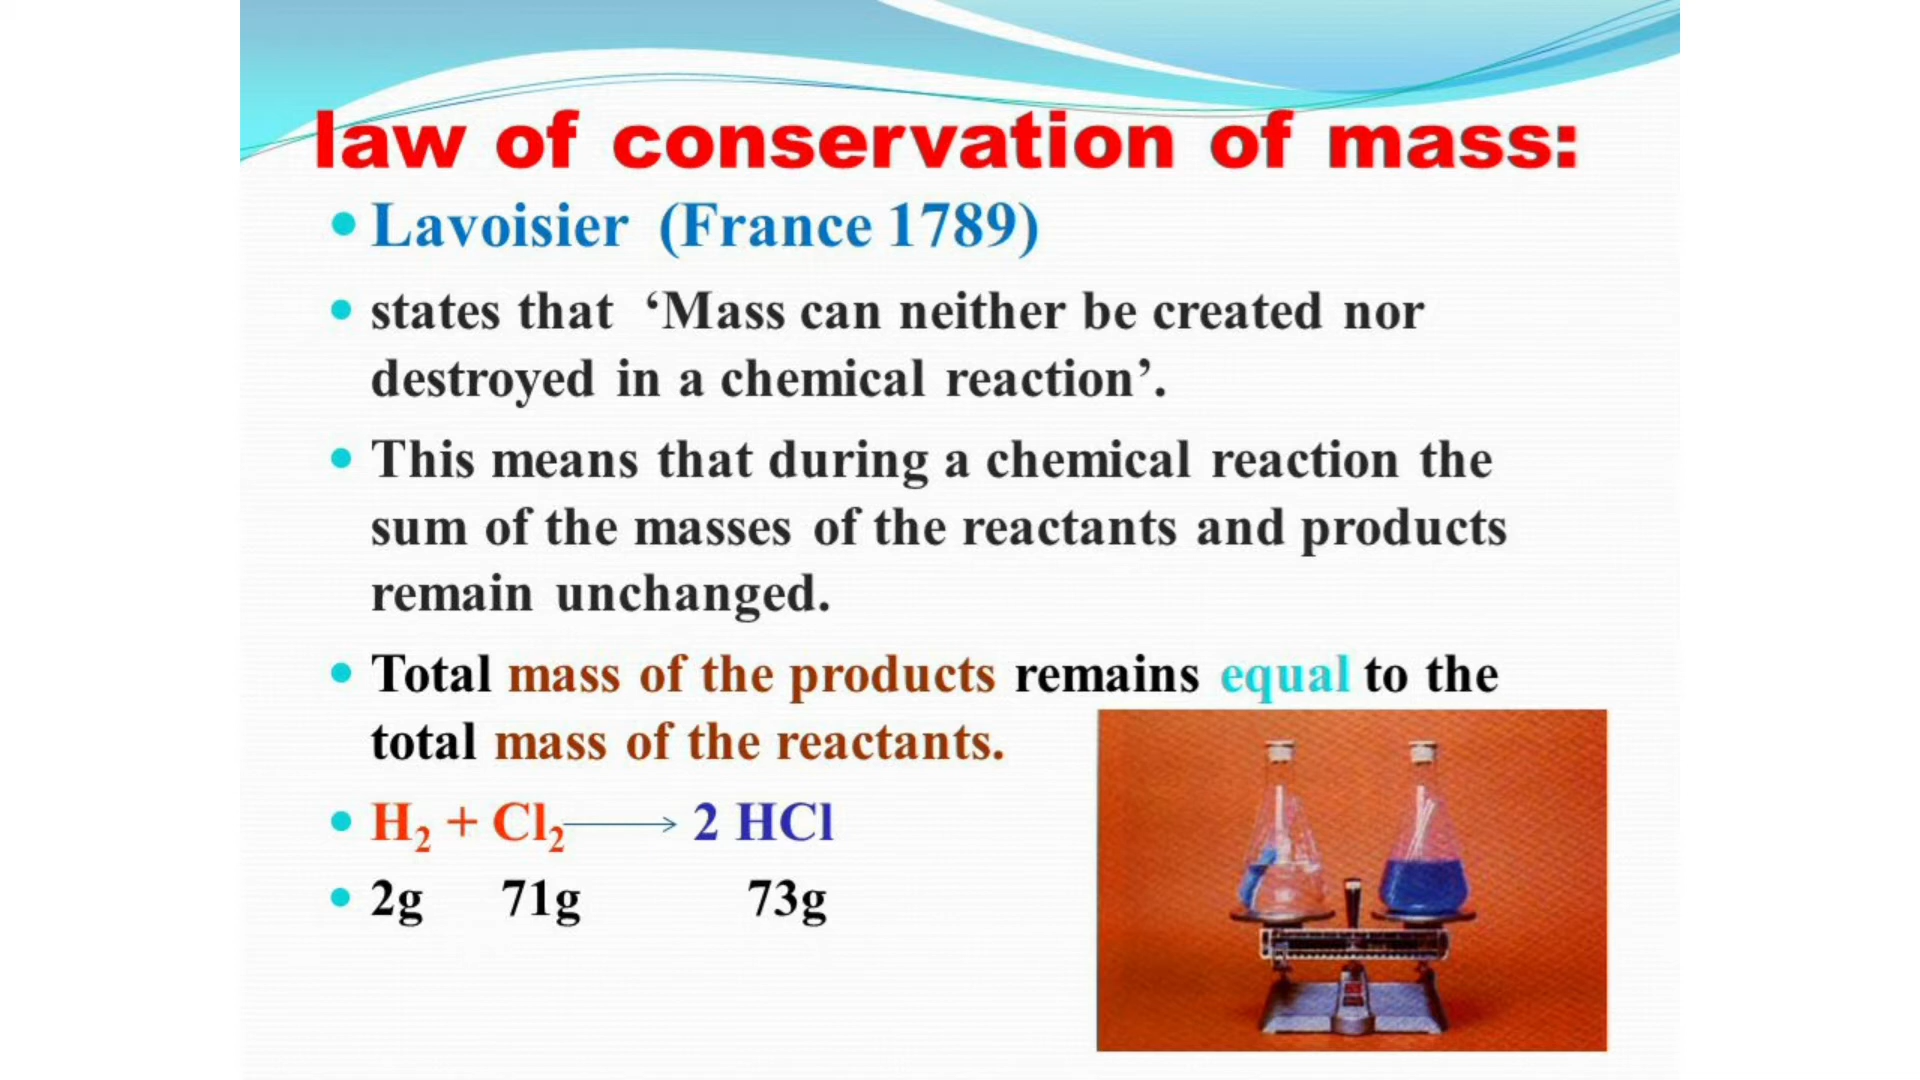 law of conservation of mass:
• Lavoisier (France 1789)
• states that ‘Mass can neither be created nor
destroyed in a chemical reaction’.
• This means that during a chemical reaction the
sum of the masses of the reactants and products
remain unchanged.
• Total mass of the products remains equal to the
total mass of the reactants.
• H₂ + Cl₂ → 2 HCl
• 2g 71g 73g